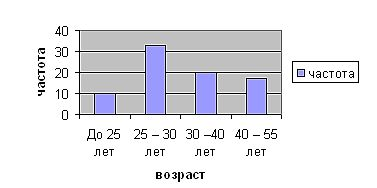 40
30
20
10
0
частота
До 25 лет
25 – 30 лет
30 –40 лет
40 – 55 лет
возраст
частота